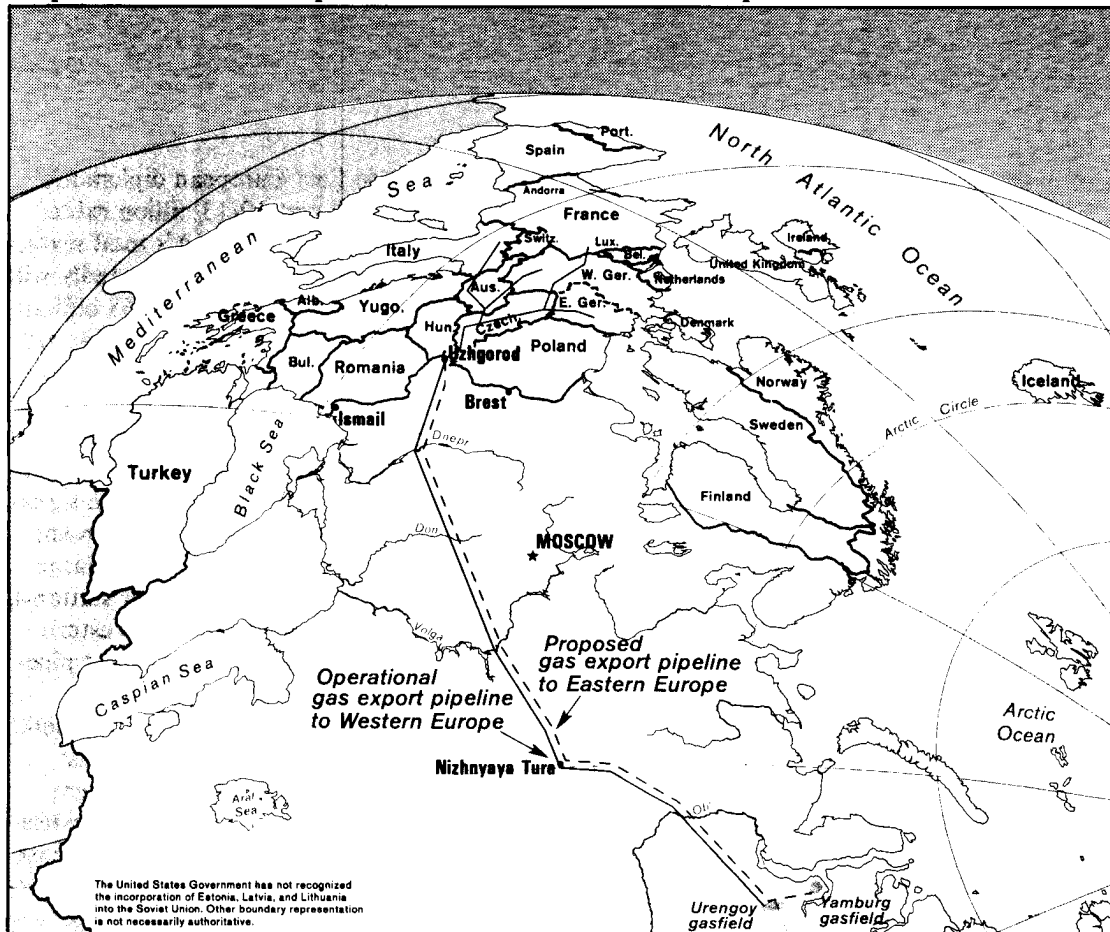 North
Atlantic
Ocean
Port.
Spain
Andorra
France
Sea
Mediterranean
Italy
Switz.
Lux.
Bel.
Ireland
United Kingdom
Netherlands
W. Ger.
E. Ger.
Aus.
Alb.
Yugo.
Greece
Hun.
Czech.
Denmark
Poland
Bul.
Romania
Uzhgorod
Brest
Ismail
Norway
Sweden
Iceland
Arctic Circle
Finland
Turkey
Black Sea
Dnepr
Don
MOSCOW
Volga
Caspian Sea
Operational
gas export pipeline
to Western Europe
Proposed
gas export pipeline
to Eastern Europe
Arctic
Ocean
Nizhnyaya Tura
Aral
Sea
Ob'
Urengoy
gasfield
Yamburg
gasfield
The United States Government has not recognized
the incorporation of Estonia, Latvia, and Lithuania
into the Soviet Union. Other boundary representation
is not necessarily authoritative.